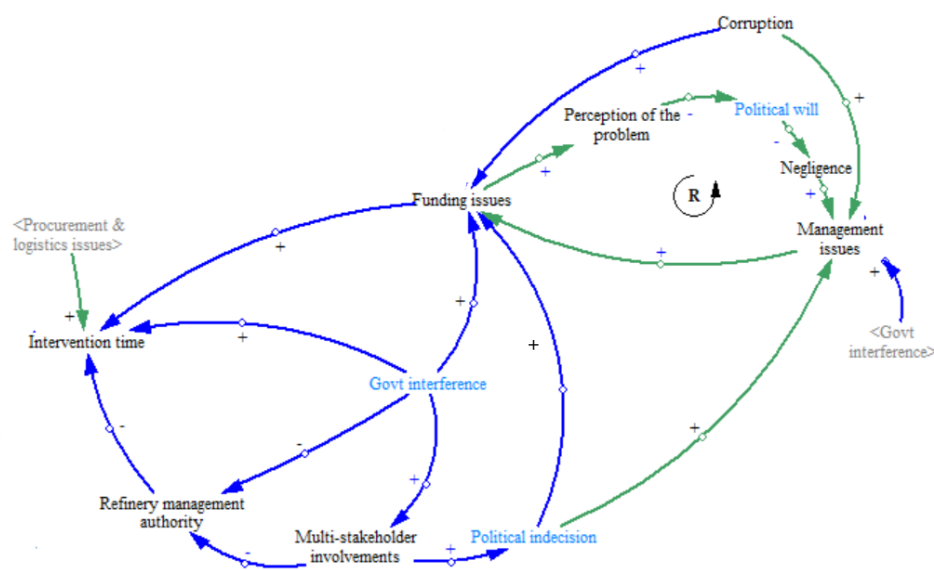 Corruption
+
+
Perception of the
problem
-
Political will
-
+
Negligence
+
Funding issues
R
<Procurement &
logistics issues>
Management
issues
+
+
+
+
+
Intervention time
+
+
<Govt
interference>
Govt interference
-
+
-
+
Refinery management
authority
Multi-stakeholder
involvements
-
+
Political indecision